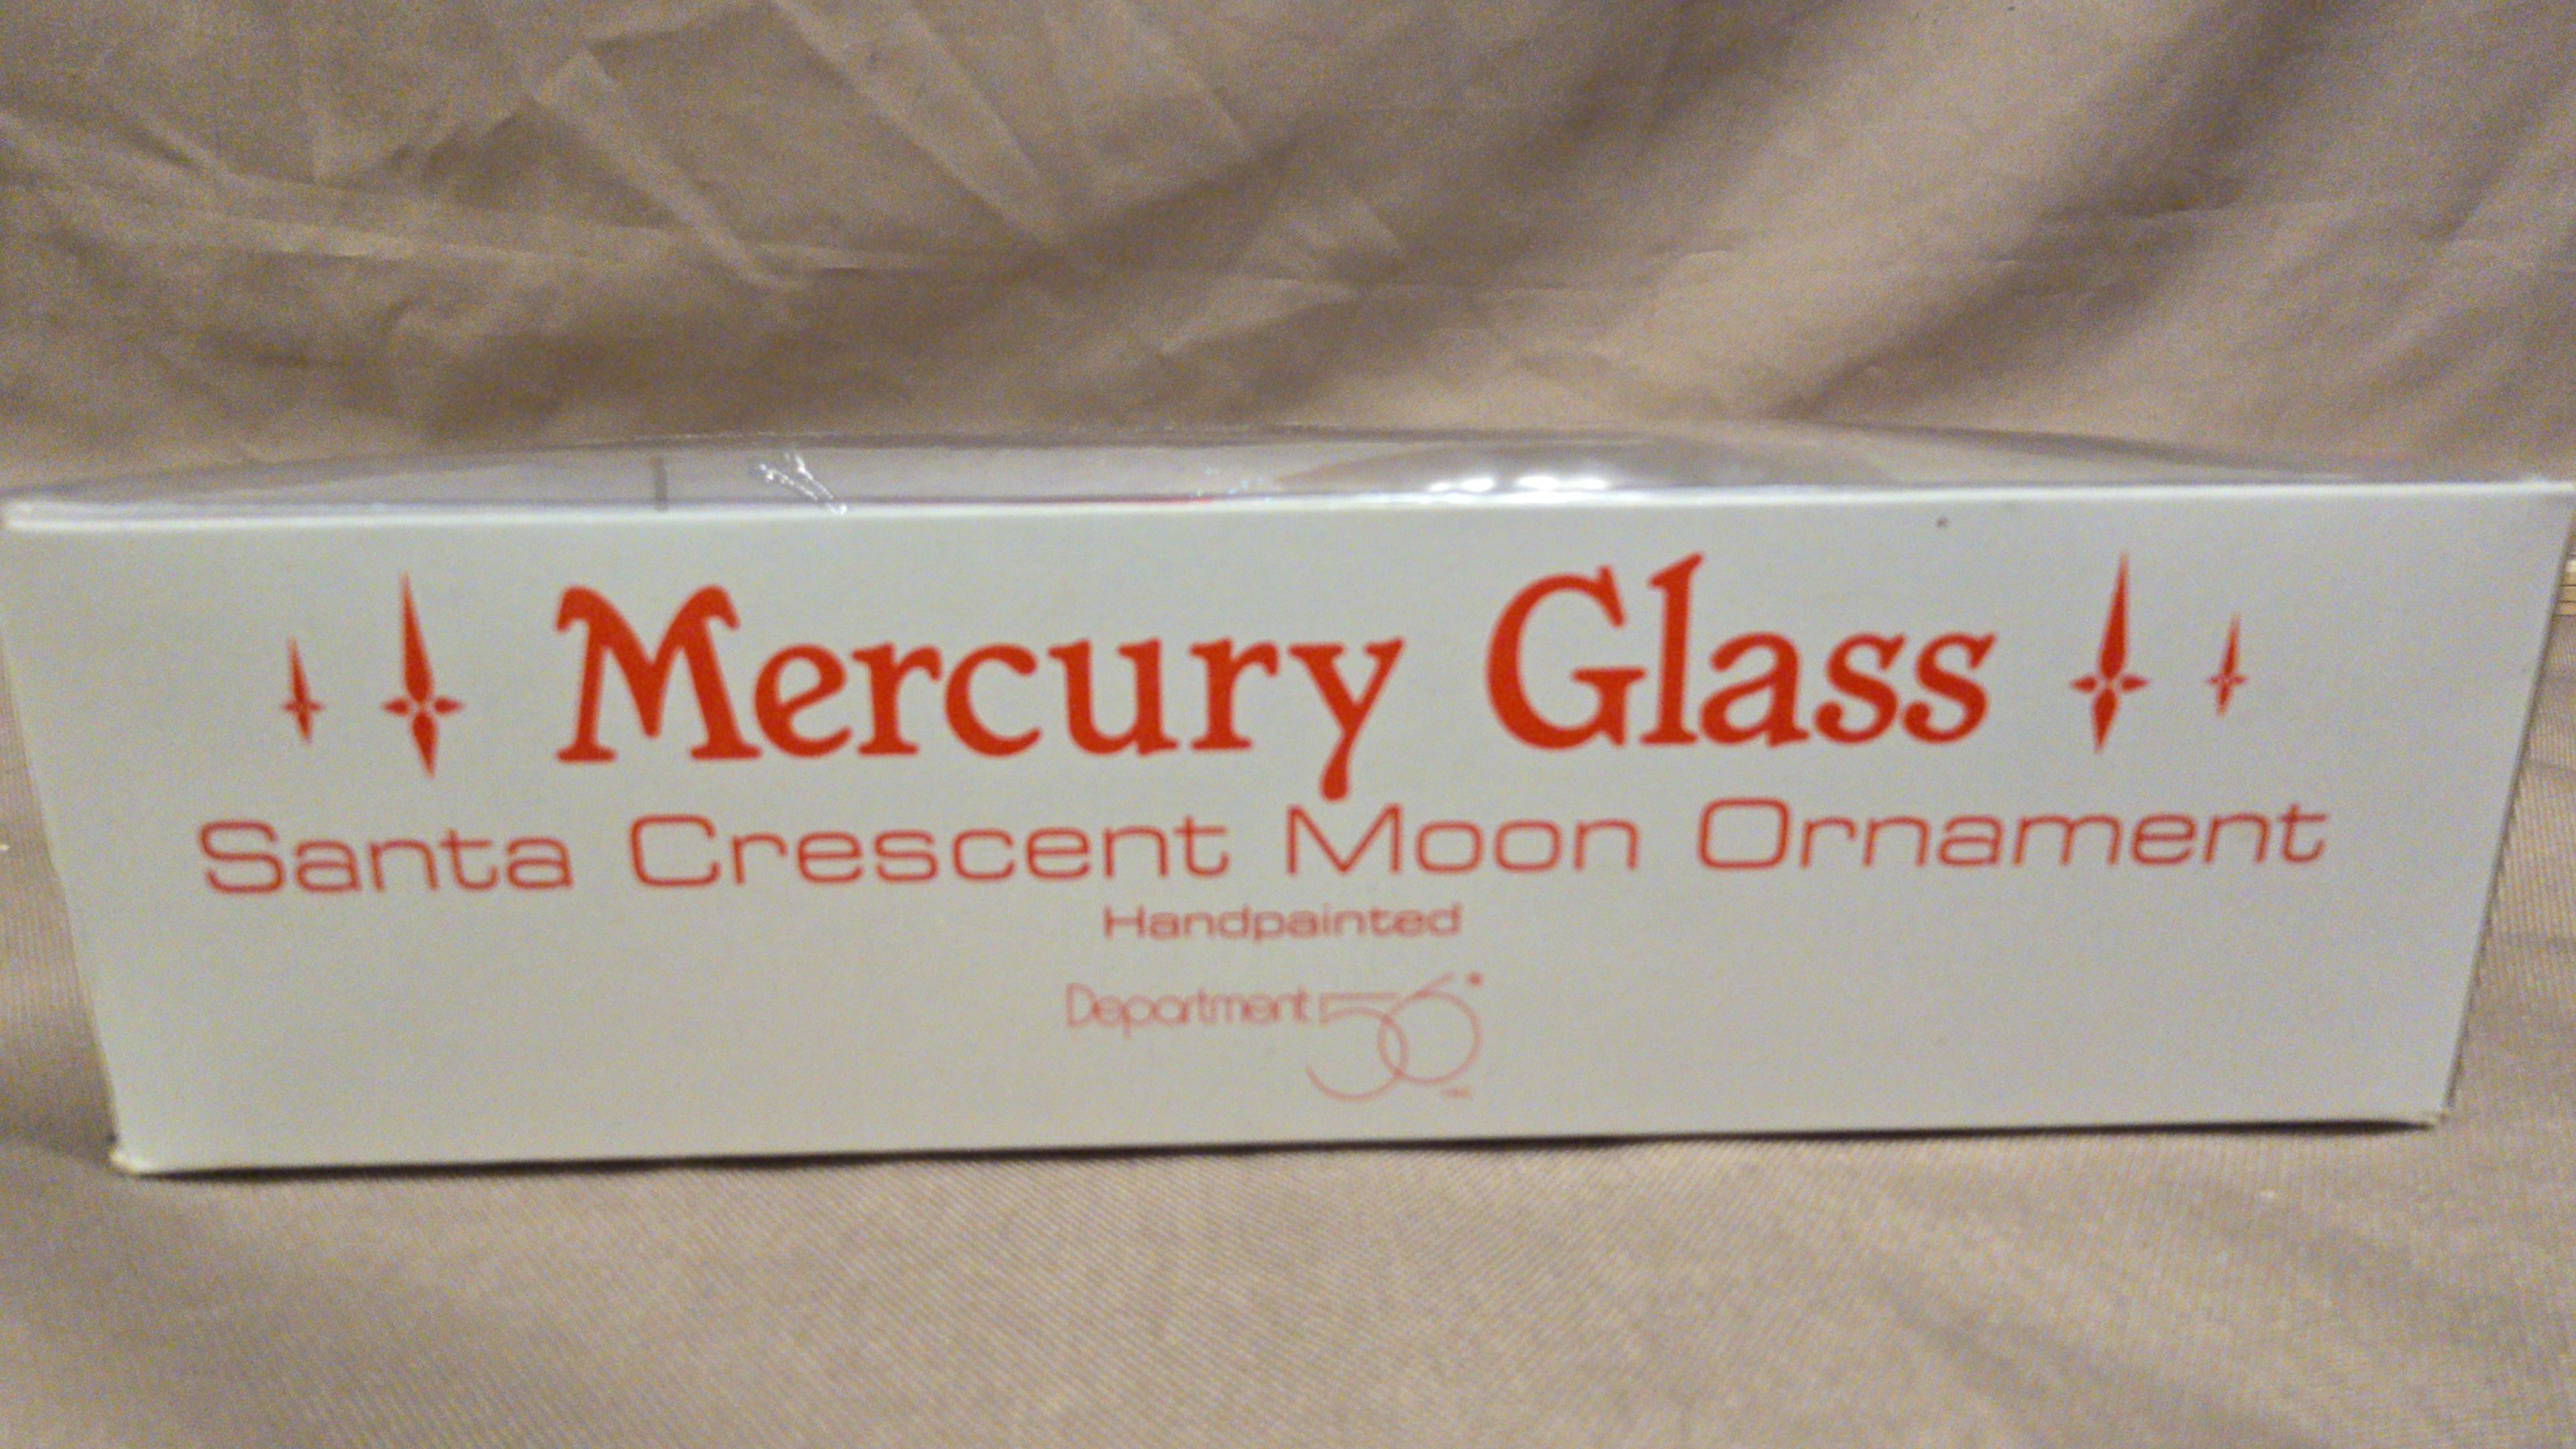 Mercury Glass
Santa Crescent Moon Ornament
Handpainted
Department 56